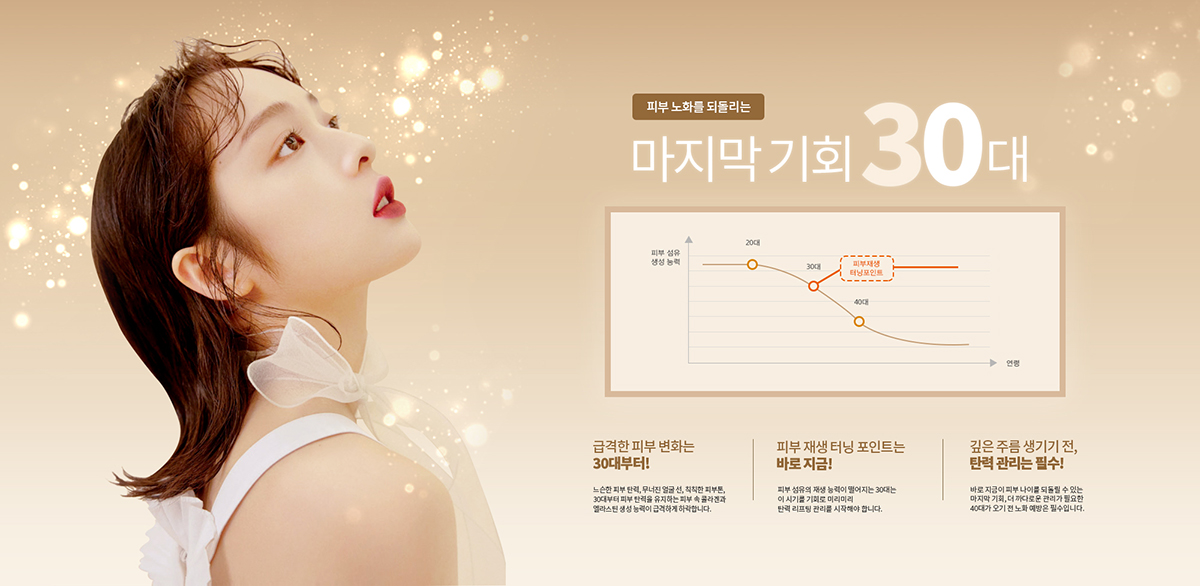 피부 노화를 되돌리는
마지막 기회 30대
피부 섬유
생성 능력
20대
30대
피부재생
터닝포인트
40대
연령
급격한 피부 변화는
30대부터!
느슨한 피부 탄력, 무너진 얼굴 선, 칙칙한 피부톤,
30대부터 피부 탄력을 유지하는 피부 속 콜라겐과
엘라스틴 생성 능력이 급격하게 하락합니다.
피부 재생 터닝 포인트는
바로 지금!
피부 섬유의 재생 능력이 떨어지는 30대는
이 시기를 기회로 미리미리
탄력 리프팅 관리를 시작해야 합니다.
깊은 주름 생기기 전,
탄력 관리는 필수!
바로 지금이 피부 나이를 되돌릴 수 있는
마지막 기회, 더 까다로운 관리가 필요한
40대가 오기 전 노화 예방은 필수입니다.